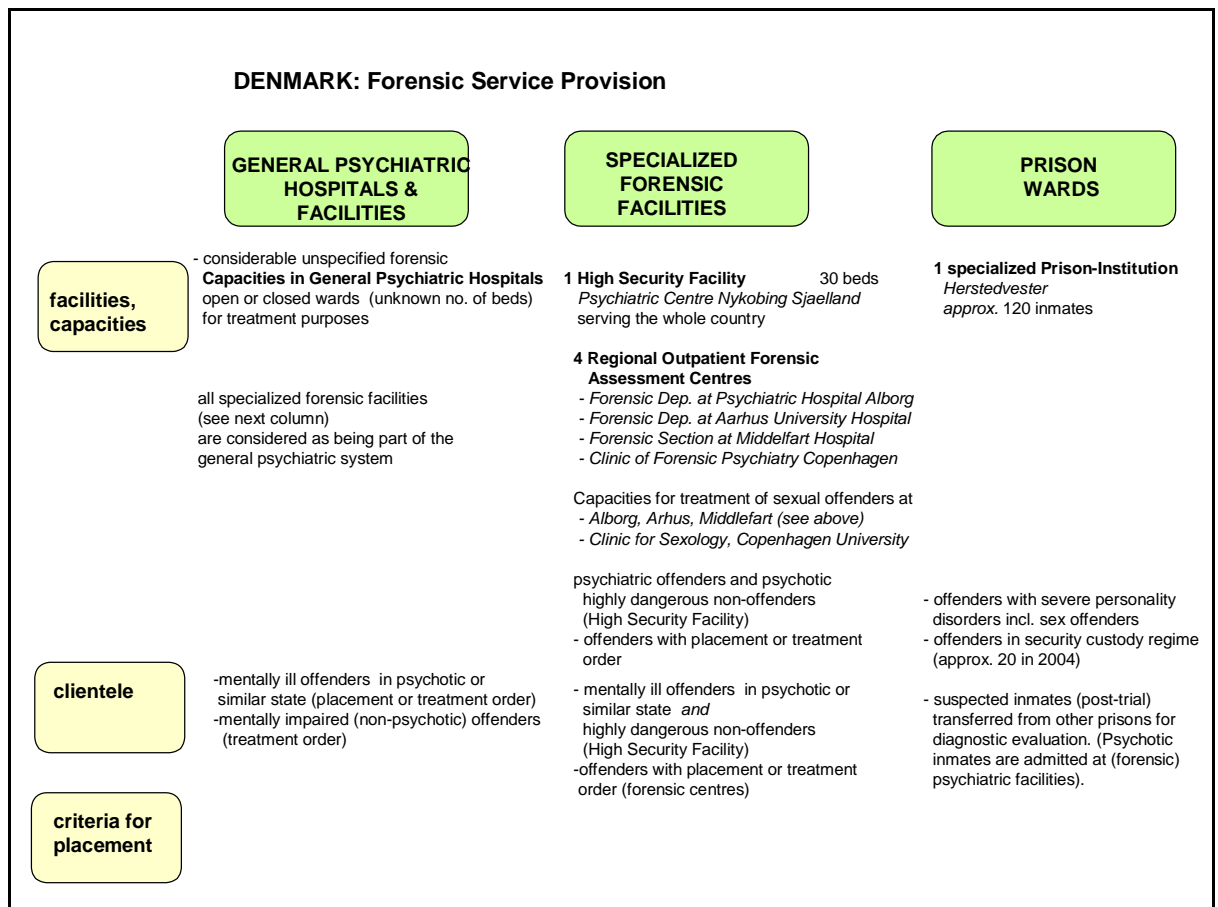 DENMARK: Forensic Service Provision
GENERAL PSYCHIATRIC
HOSPITALS &
FACILITIES
SPECIALIZED
FORENSIC
FACILITIES
PRISON
WARDS
facilities,
capacities
- considerable unspecified forensic
Capacities in General Psychiatric Hospitals
open or closed wards (unknown no. of beds)
for treatment purposes
all specialized forensic facilities
(see next column)
are considered as being part of the
general psychiatric system
1 High Security Facility 30 beds
Psychiatric Centre Nykobing Sjaelland
serving the whole country
4 Regional Outpatient Forensic
Assessment Centres
- Forensic Dep. at Psychiatric Hospital Alborg
- Forensic Dep. at Aarhus University Hospital
- Forensic Section at Middelfart Hospital
- Clinic of Forensic Psychiatry Copenhagen
Capacities for treatment of sexual offenders at
- Alborg, Arhus, Middlefart (see above)
- Clinic for Sexology, Copenhagen University
1 specialized Prison-Institution
Herstedvester
approx. 120 inmates
clientele
-mentally ill offenders in psychotic or
similar state (placement or treatment order)
-mentally impaired (non-psychotic) offenders
(treatment order)
psychiatric offenders and psychotic
highly dangerous non-offenders
(High Security Facility)
- offenders with placement or treatment
order
- mentally ill offenders in psychotic or
similar state and
highly dangerous non-offenders
(High Security Facility)
-offenders with placement or treatment
order (forensic centres)
- offenders with severe personality
disorders incl. sex offenders
- offenders in security custody regime
(approx. 20 in 2004)
- suspected inmates (post-trial)
transferred from other prisons for
diagnostic evaluation. (Psychotic
inmates are admitted at (forensic)
psychiatric facilities).
criteria for
placement